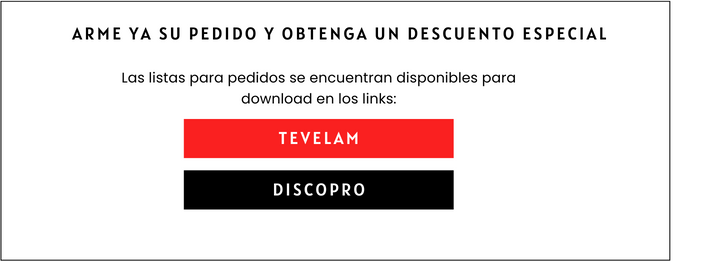 ARME YA SU PEDIDO Y OBTENGA UN DESCUENTO ESPECIAL
Las listas para pedidos se encuentran disponibles para
download en los links:
TEVELAM
DISCOPRO